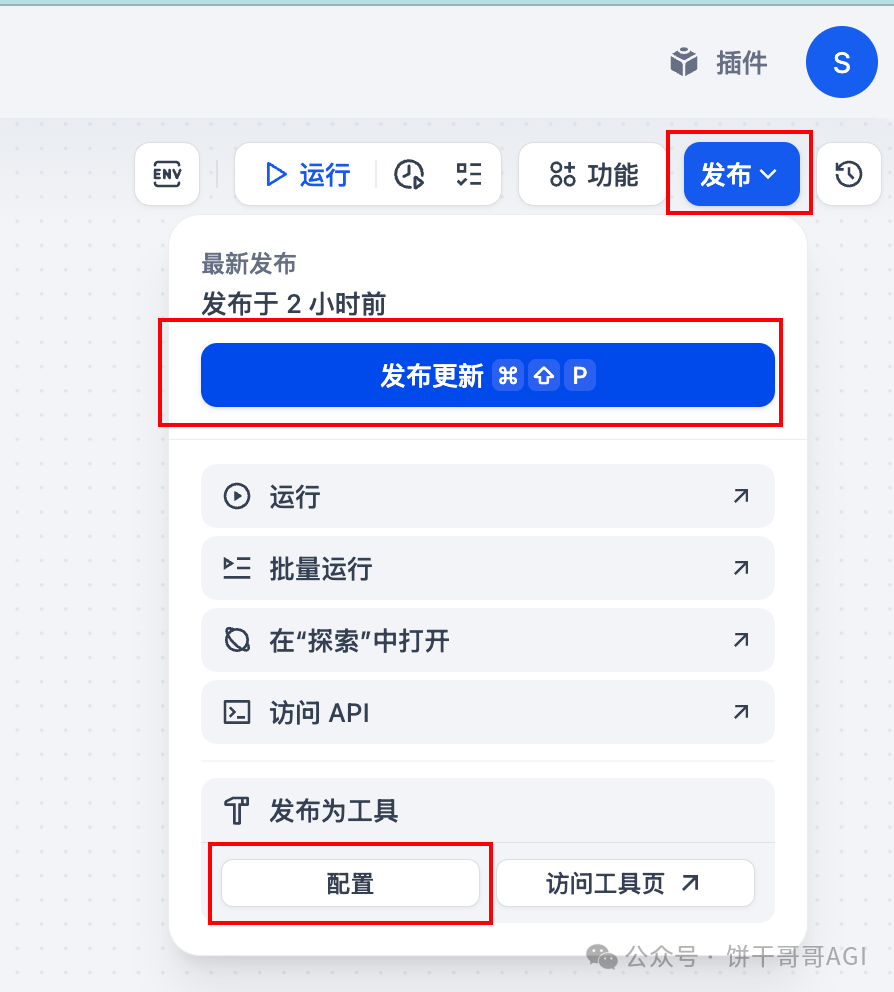 插件 S
ENV 运行 功能 发布
最新发布
发布于 2 小时前
发布更新 ⌘ ⇧ P
运行
批量运行
在“探索”中打开
访问 API
发布为工具
配置 访问工具页
公众号 · 饼干哥哥AGI